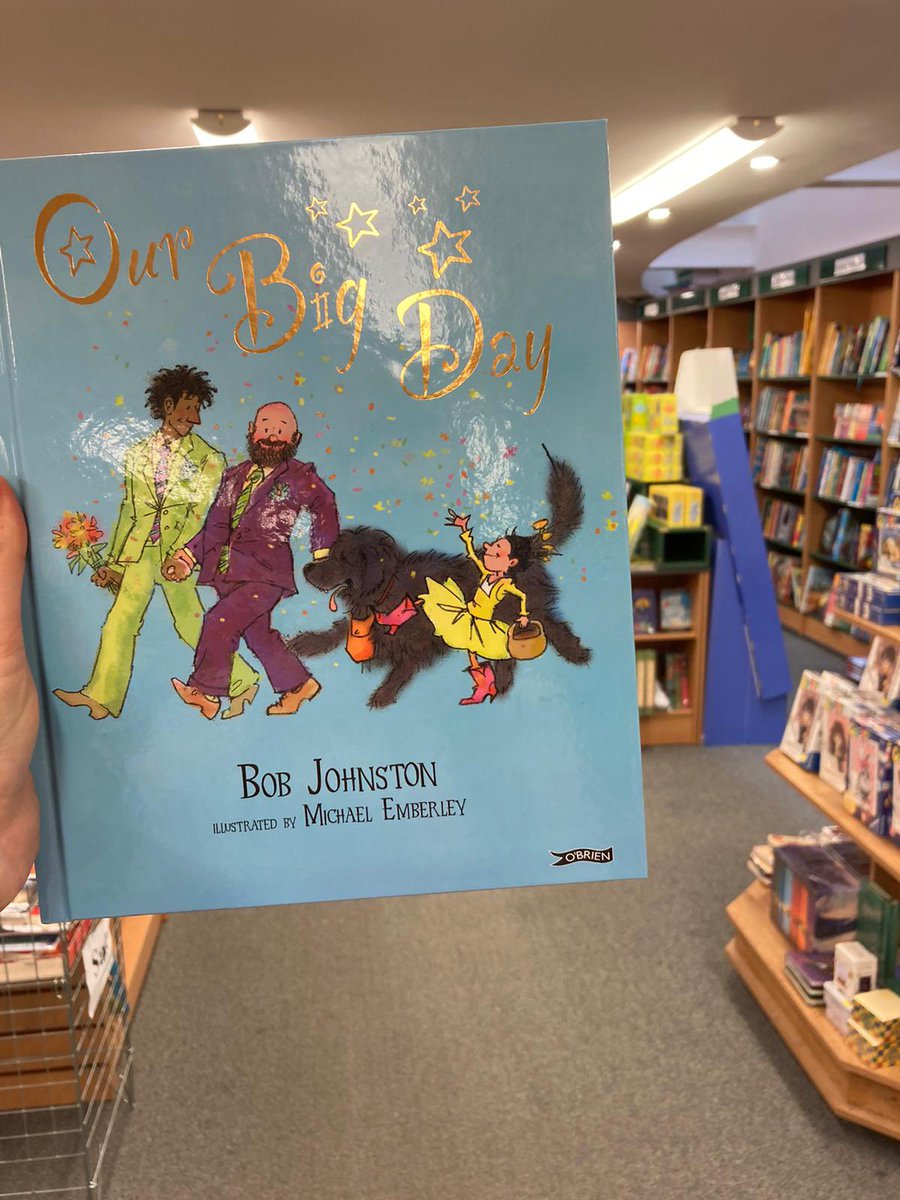 Our Big Day
BOB JOHNSTON
ILLUSTRATED BY MICHAEL EMBERLEY
O'BRIEN